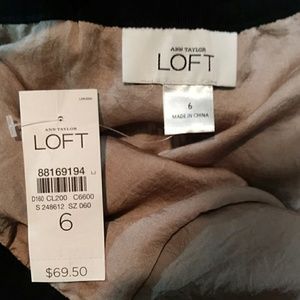 ANN TAYLOR
LOFT
6
MADE IN CHINA
ANN TAYLOR
LOFT
88169194
D160 CL200 C6600
S 248612 SZ 060
6
$69.50